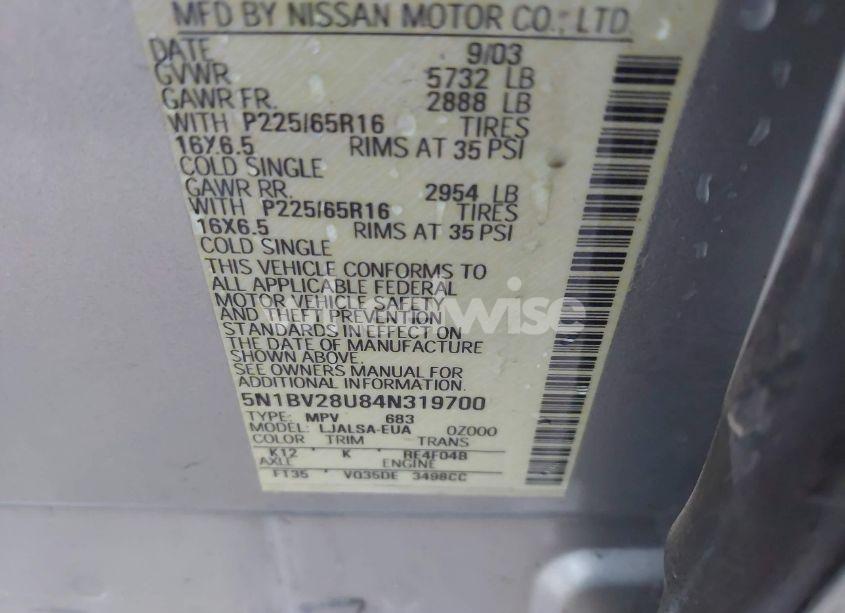 MFD BY NISSAN MOTOR CO., LTD.
DATE 9/03
GVWR 5732 LB
GAWR FR. 2888 LB
WITH P225/65R16 TIRES
16X6.5 RIMS AT 35 PSI
COLD SINGLE
GAWR RR. 2954 LB
WITH P225/65R16 TIRES
16X6.5 RIMS AT 35 PSI
COLD SINGLE
THIS VEHICLE CONFORMS TO
ALL APPLICABLE FEDERAL
MOTOR VEHICLE SAFETY
AND THEFT PREVENTION
STANDARDS IN EFFECT ON
THE DATE OF MANUFACTURE
SHOWN ABOVE.
SEE OWNERS MANUAL FOR
ADDITIONAL INFORMATION.
5N1BV28U84N319700
TYPE: MPV 683
MODEL: LJALSA-EUA 0Z000
COLOR TRIM TRANS
K12 K RE4F04B
AXLE ENGINE
FT35 VQ35DE 3498CC